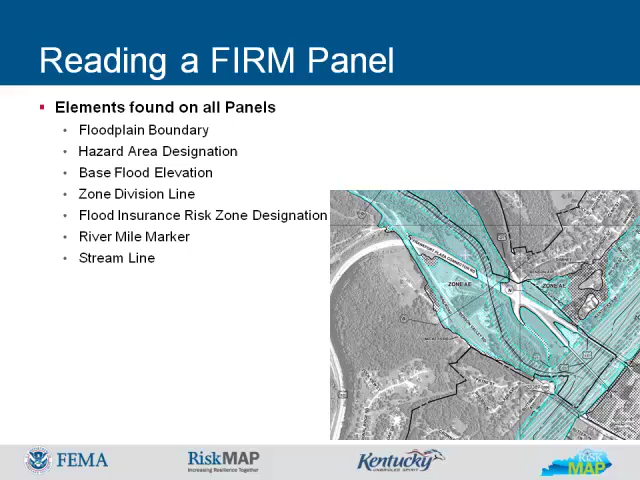 Reading a FIRM Panel
Elements found on all Panels
Floodplain Boundary
Hazard Area Designation
Base Flood Elevation
Zone Division Line
Flood Insurance Risk Zone Designation
River Mile Marker
Stream Line
ZONE AE
ZONE AE
FEMA
RiskMAP
Increasing Resilience Together
Kentucky
UNBRIDLED SPIRIT
RISK
MAP